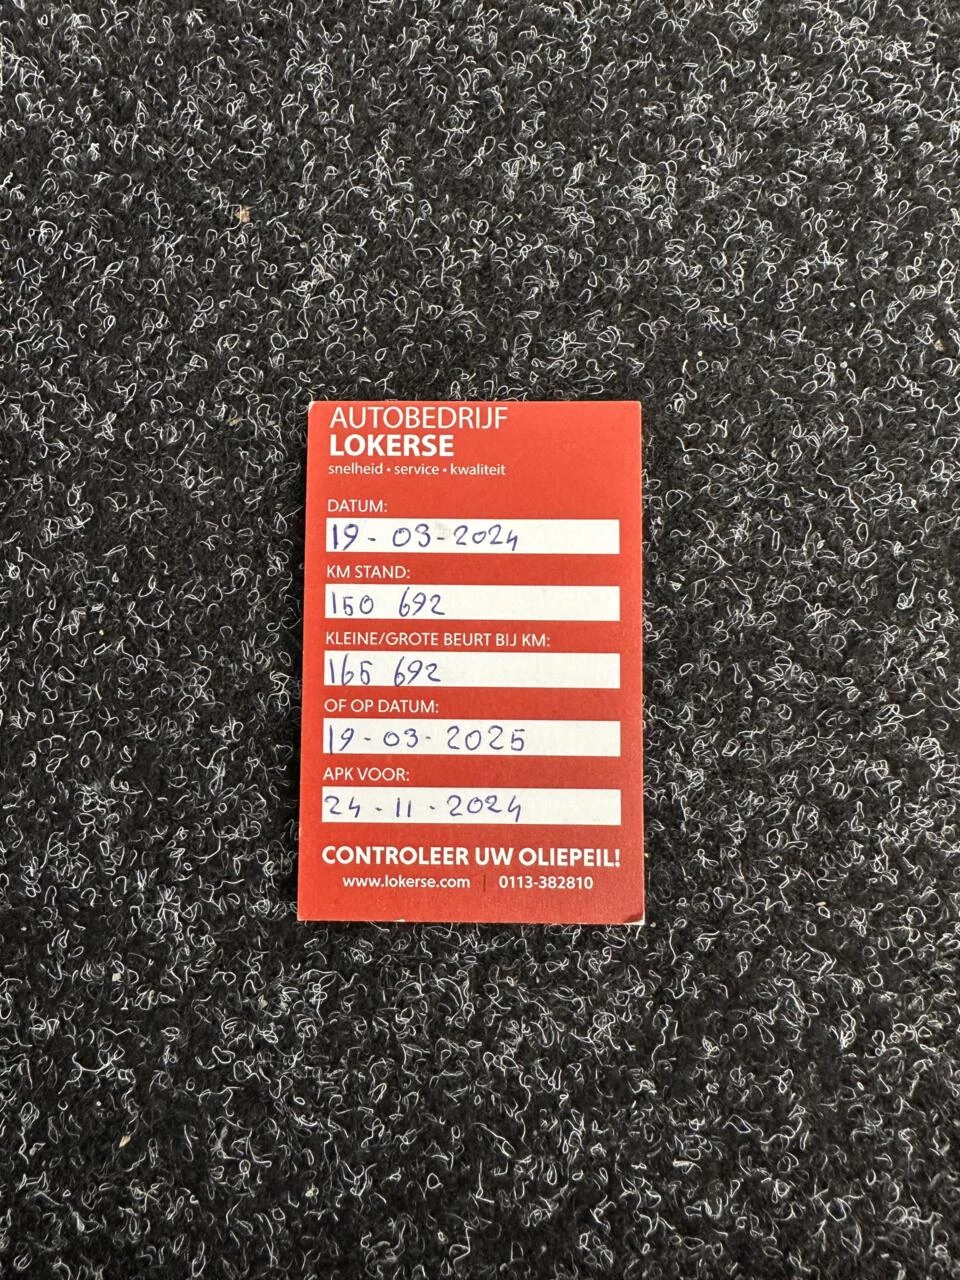 AUTOBEDRIJF
LOKERSE
snelheid • service • kwaliteit
DATUM:
19 - 03 - 2024
KM STAND:
150 692
KLEINE/GROTE BEURT BIJ KM:
165 692
OF OP DATUM:
19 - 03 - 2025
APK VOOR:
24 - 11 - 2024
CONTROLEER UW OLIEPEIL!
www.lokerse.com | 0113-382810